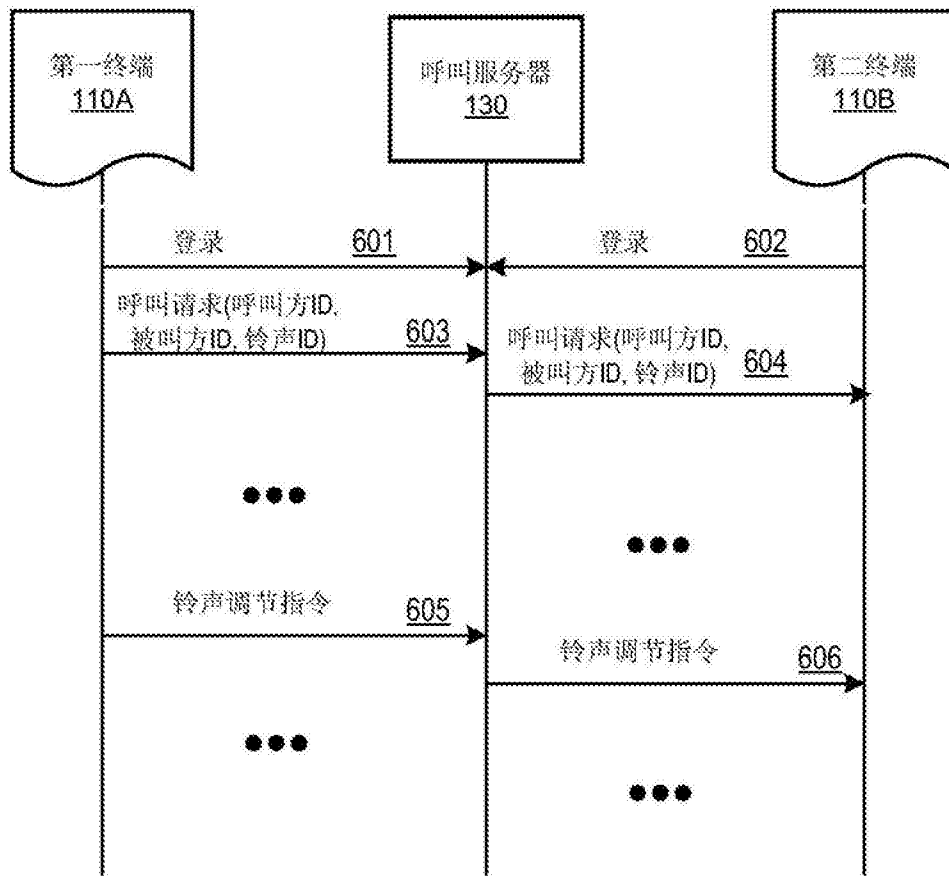 第一终端
110A
呼叫服务器
130
第二终端
110B
登录 601
登录 602
呼叫请求(呼叫方ID,
被叫方ID, 铃声ID) 603
呼叫请求(呼叫方ID,
被叫方ID, 铃声ID) 604
铃声调节指令 605
铃声调节指令 606